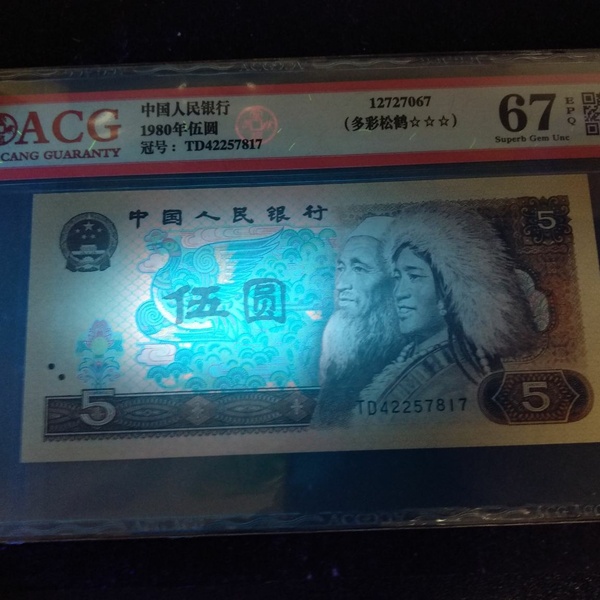 ACG
CANG GUARANTY
中国人民银行
1980年伍圆
冠号：TD42257817
12727067
(多彩松鹤☆☆☆)
67
EPQ
Superb Gem Unc
中国人民银行
5
伍圆
5
TD42257817
5